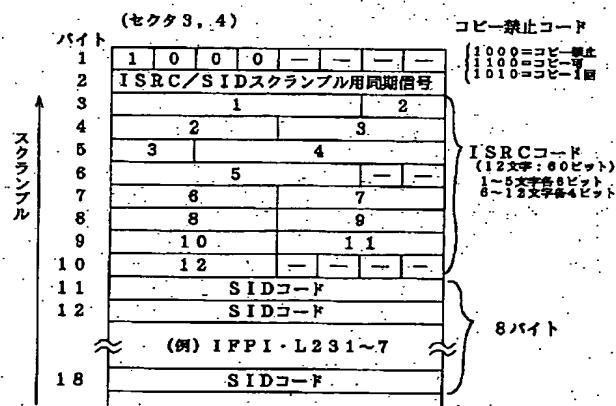 (セクタ3,4)
バイト
コピー禁止コード
1 1 0 0 0 — — — —
1000=コピー禁止
1100=コピー可
1010=コピー1回
2 ISRC/SIDスクランブル用同期信号
3 1 2
4 2 3
5 3 4
6 5 — —
7 6 7
8 8 9
9 10 11
10 12 — — — —
ISRCコード
(12文字:60ビット)
1~5文字各6ビット
6~12文字各4ビット
スクランブル
11 SIDコード
12 SIDコード
(例) IFPI・L231~7
18 SIDコード
8バイト